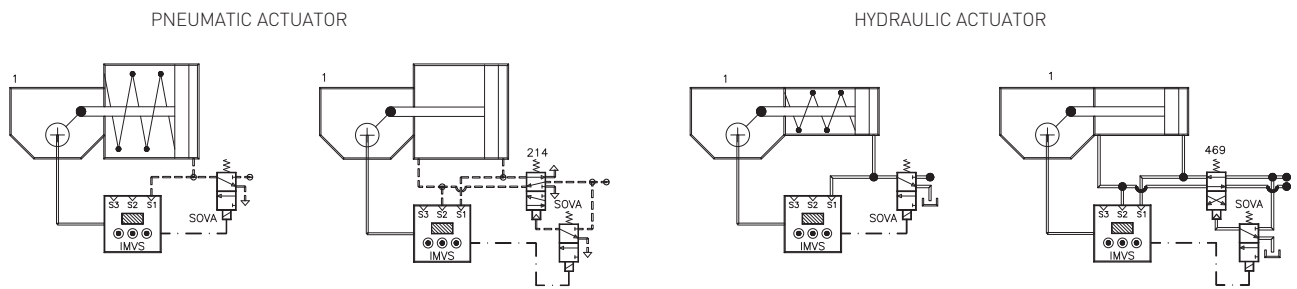 PNEUMATIC ACTUATOR
HYDRAULIC ACTUATOR
1
S3 S2 S1
SOVA
IMVS
1
214
S3 S2 S1
SOVA
IMVS
1
S3 S2 S1
SOVA
IMVS
1
469
S3 S2 S1
SOVA
IMVS